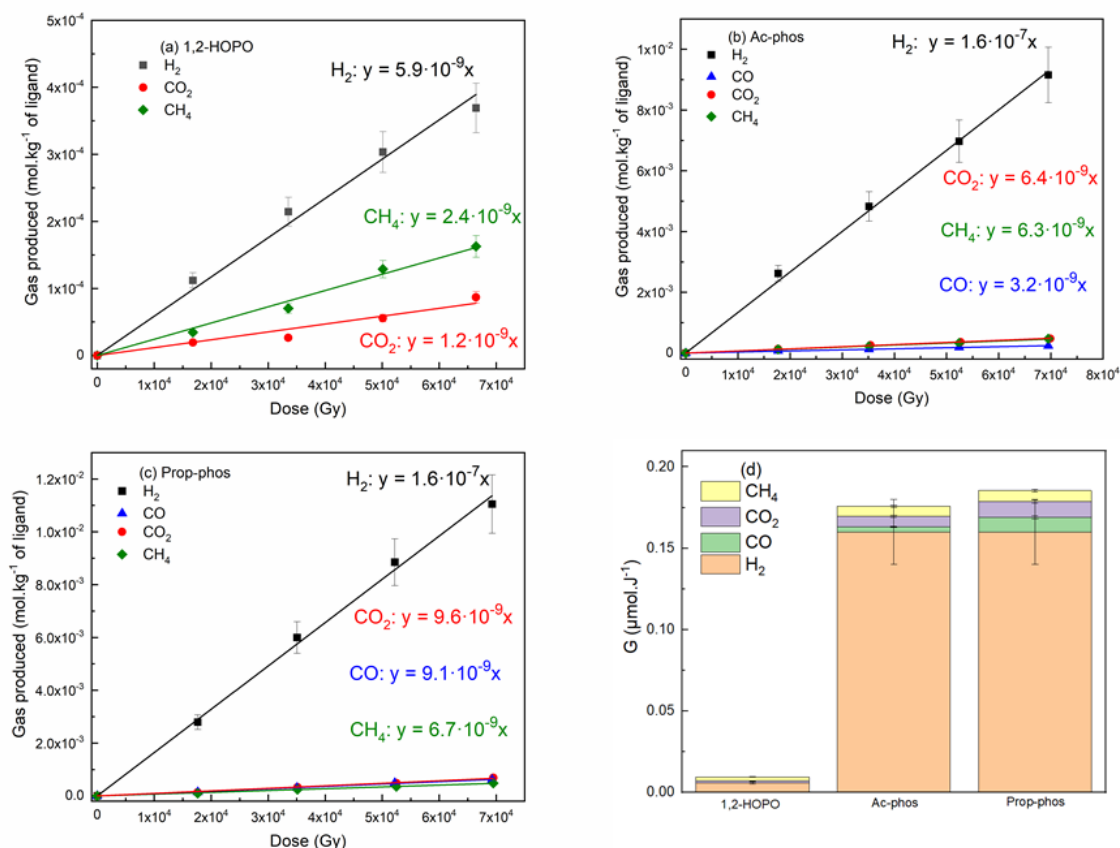 (a) 1,2-HOPO
H₂
CO₂
CH₄
H₂: y = 5.9·10⁻⁹x
CH₄: y = 2.4·10⁻⁹x
CO₂: y = 1.2·10⁻⁹x
Gas produced (mol.kg⁻¹ of ligand)
5x10⁻⁴
4x10⁻⁴
3x10⁻⁴
2x10⁻⁴
1x10⁻⁴
0
0 1x10⁴ 2x10⁴ 3x10⁴ 4x10⁴ 5x10⁴ 6x10⁴ 7x10⁴
Dose (Gy)
(b) Ac-phos
H₂
CO
CO₂
CH₄
H₂: y = 1.6·10⁻⁷x
CO₂: y = 6.4·10⁻⁹x
CH₄: y = 6.3·10⁻⁹x
CO: y = 3.2·10⁻⁹x
Gas produced (mol.kg⁻¹ of ligand)
1x10⁻²
8x10⁻³
6x10⁻³
4x10⁻³
2x10⁻³
0
0 1x10⁴ 2x10⁴ 3x10⁴ 4x10⁴ 5x10⁴ 6x10⁴ 7x10⁴ 8x10⁴
Dose (Gy)
(c) Prop-phos
H₂
CO
CO₂
CH₄
H₂: y = 1.6·10⁻⁷x
CO₂: y = 9.6·10⁻⁹x
CO: y = 9.1·10⁻⁹x
CH₄: y = 6.7·10⁻⁹x
Gas produced (mol.kg⁻¹ of ligand)
1.2x10⁻²
1.0x10⁻²
8.0x10⁻³
6.0x10⁻³
4.0x10⁻³
2.0x10⁻³
0.0
0 1x10⁴ 2x10⁴ 3x10⁴ 4x10⁴ 5x10⁴ 6x10⁴ 7x10⁴
Dose (Gy)
(d)
CH₄
CO₂
CO
H₂
G (µmol.J⁻¹)
0.20
0.15
0.10
0.05
0.00
1,2-HOPO Ac-phos Prop-phos